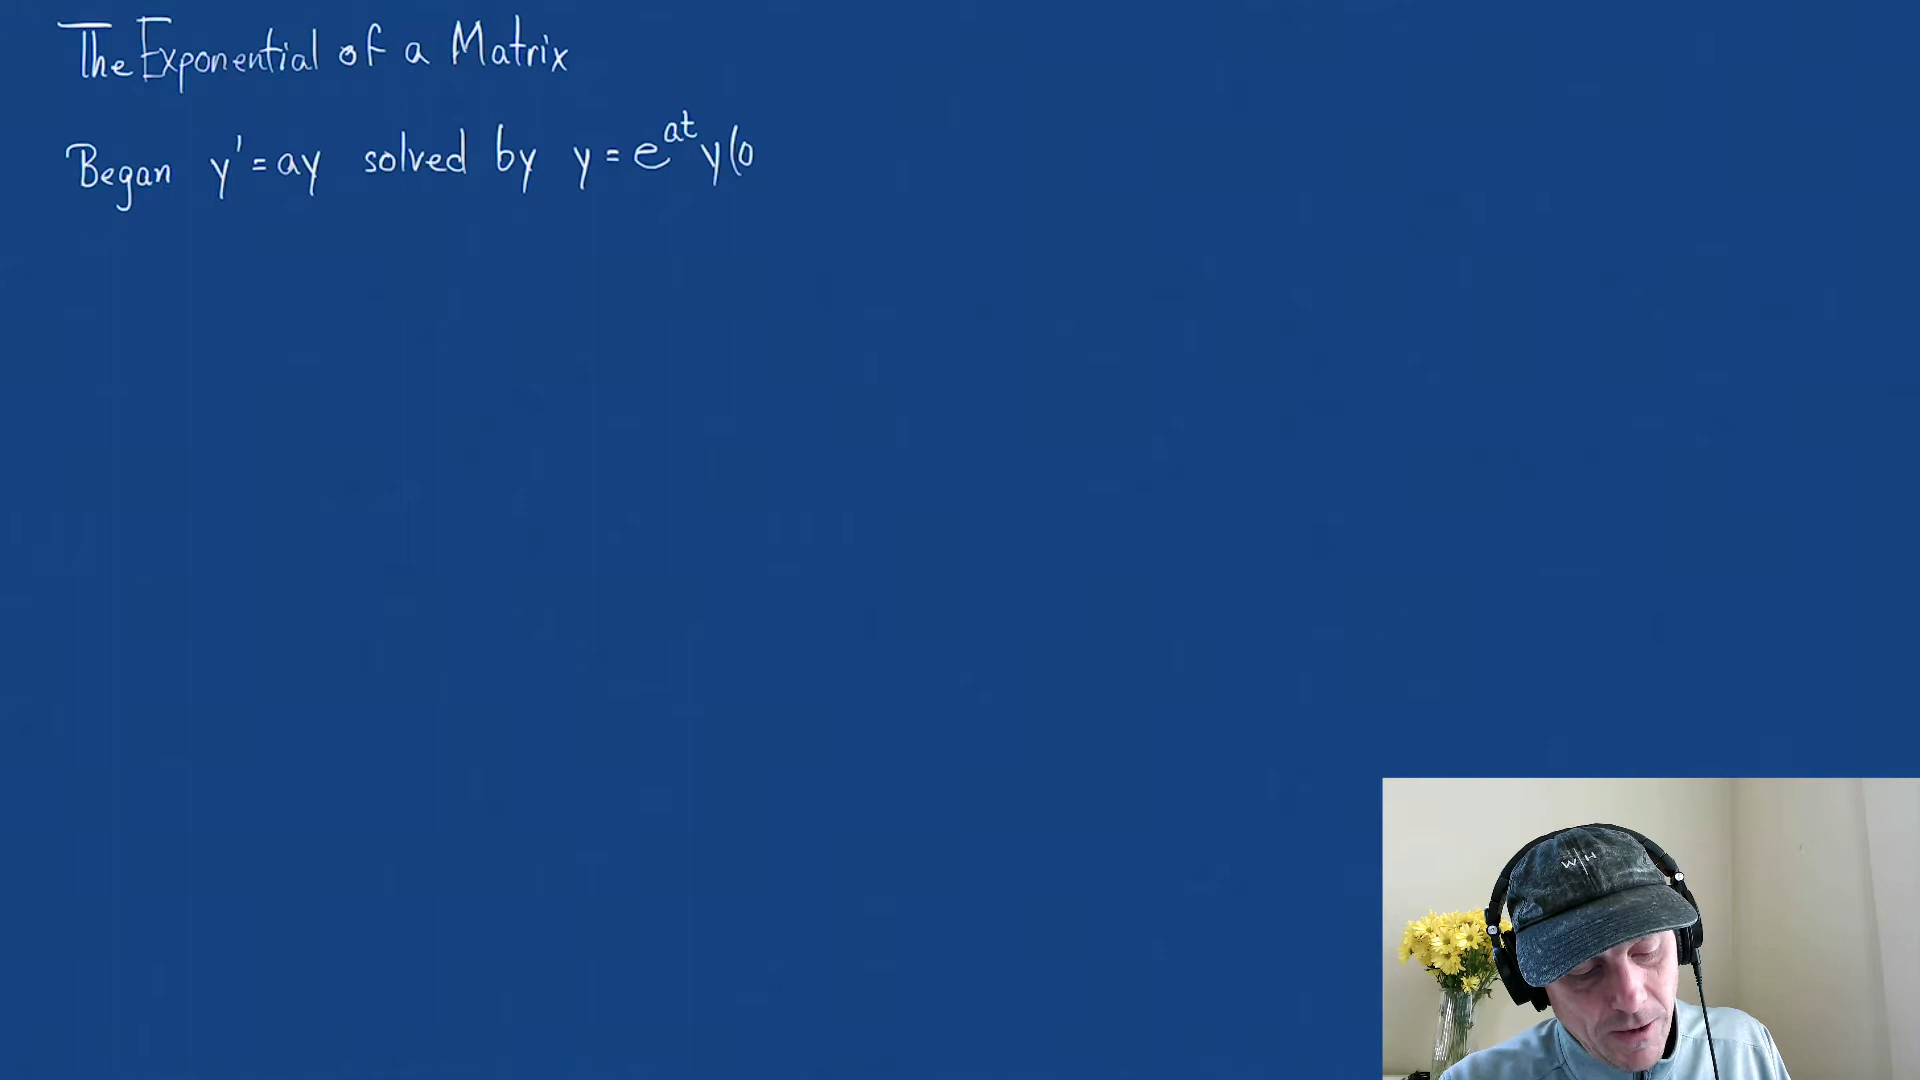 The Exponential of a Matrix
Began y' = ay solved by y = e^{at} y(0
W|H